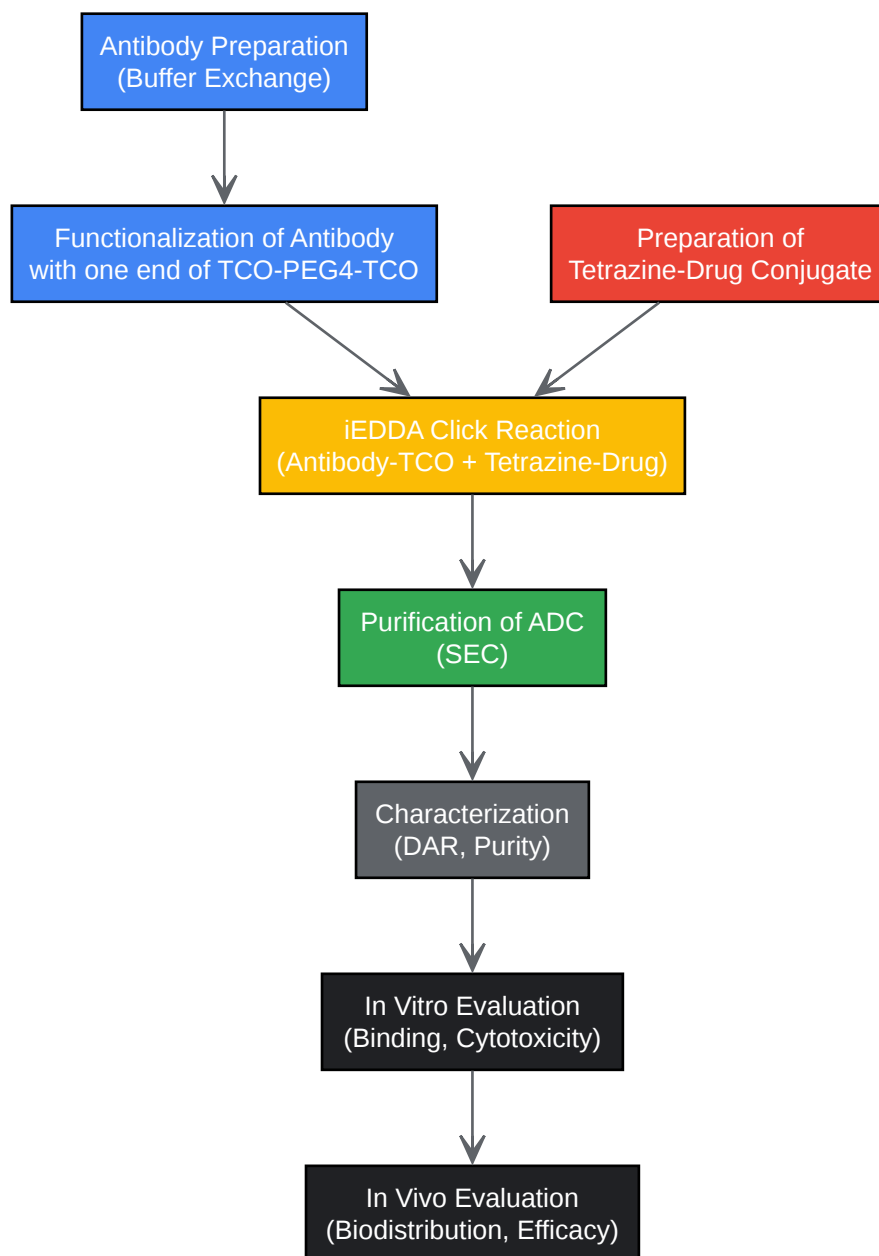 Antibody Preparation
(Buffer Exchange)
Functionalization of Antibody
with one end of TCO-PEG4-TCO
Preparation of
Tetrazine-Drug Conjugate
iEDDA Click Reaction
(Antibody-TCO + Tetrazine-Drug)
Purification of ADC
(SEC)
Characterization
(DAR, Purity)
In Vitro Evaluation
(Binding, Cytotoxicity)
In Vivo Evaluation
(Biodistribution, Efficacy)